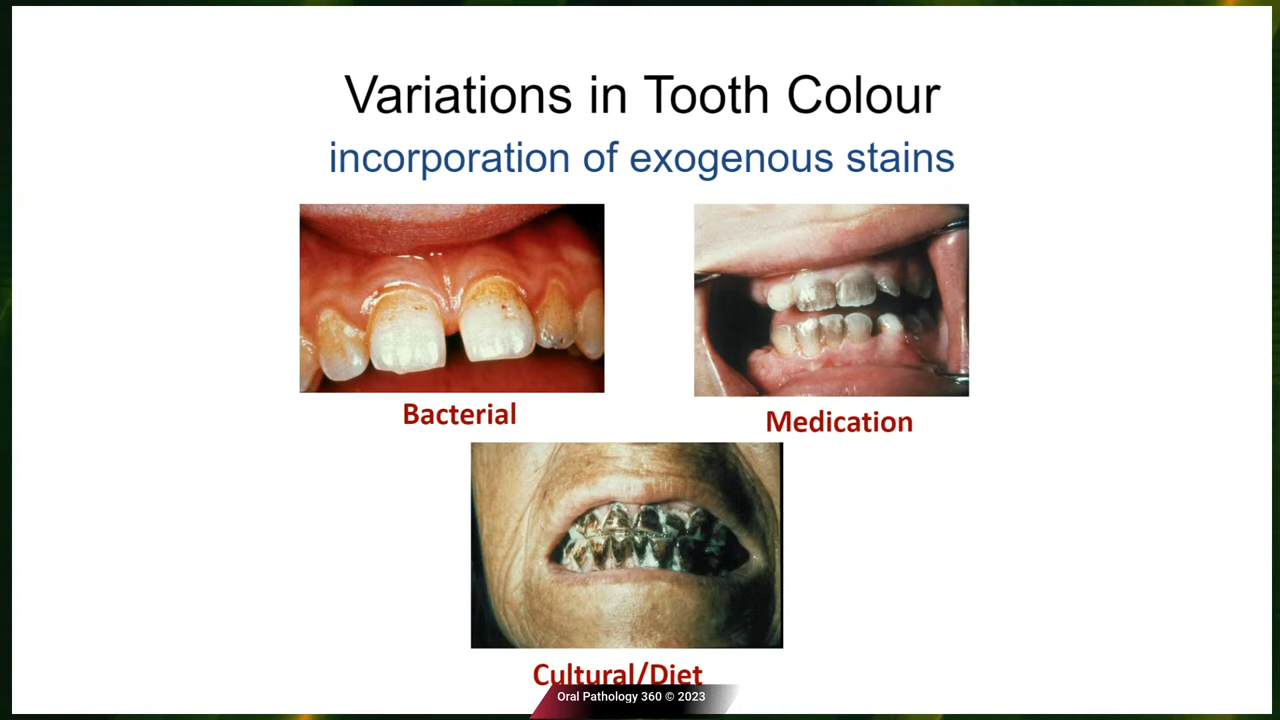 Variations in Tooth Colour
incorporation of exogenous stains
Bacterial
Medication
Cultural/Diet
Oral Pathology 360 © 2023